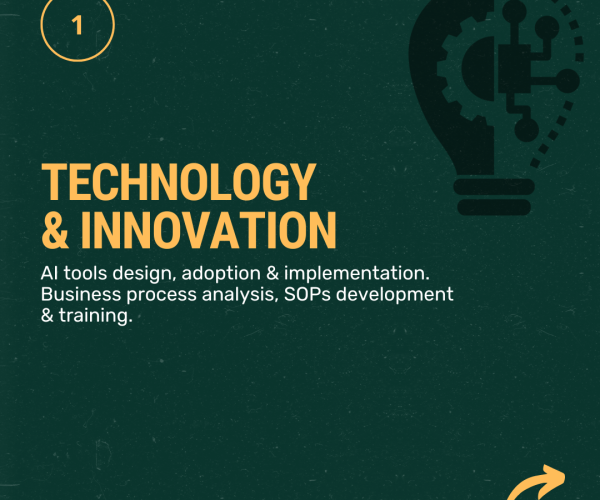 1
TECHNOLOGY
& INNOVATION
AI tools design, adoption & implementation.
Business process analysis, SOPs development
& training.